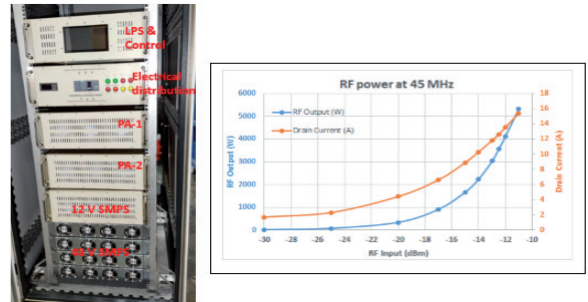 LPS &
Control
Electrical
distribution
PA-1
PA-2
12 V SMPS
V SMPS
RF power at 45 MHz
RF Output (W)
Drain Current (A)
6000
5000
4000
3000
2000
1000
0
RF Output (W)
18
16
14
12
10
8
6
4
2
0
Drain Current (A)
-30 -28 -26 -24 -22 -20 -18 -16 -14 -12 -10
RF Input (dBm)